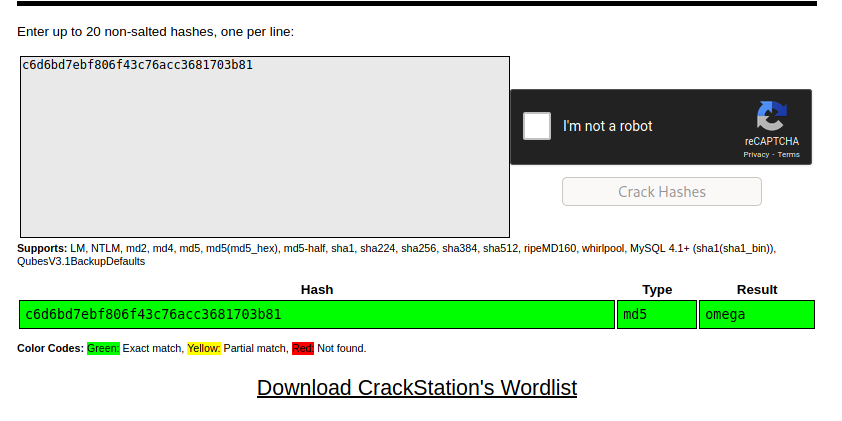 Enter up to 20 non-salted hashes, one per line:
c6d6bd7ebf806f43c76acc3681703b81
I'm not a robot
reCAPTCHA
Privacy - Terms
Crack Hashes
Supports: LM, NTLM, md2, md4, md5, md5(md5_hex), md5-half, sha1, sha224, sha256, sha384, sha512, ripeMD160, whirlpool, MySQL 4.1+ (sha1(sha1_bin)),
QubesV3.1BackupDefaults
Hash Type Result
c6d6bd7ebf806f43c76acc3681703b81 md5 omega
Color Codes: Green: Exact match, Yellow: Partial match, Red: Not found.
Download CrackStation's Wordlist